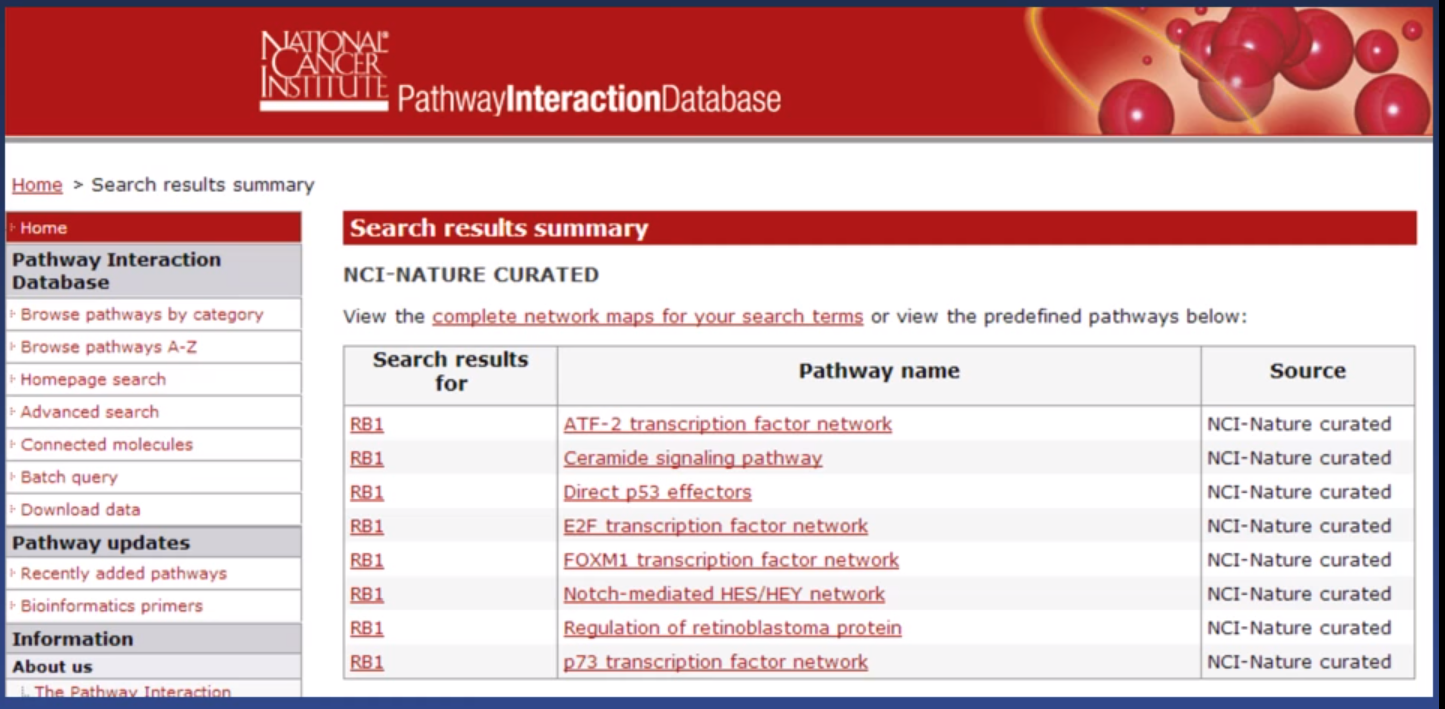 NATIONAL®
CANCER
INSTITUTE PathwayInteractionDatabase
Home > Search results summary
Home
Pathway Interaction
Database
Browse pathways by category
Browse pathways A-Z
Homepage search
Advanced search
Connected molecules
Batch query
Download data
Pathway updates
Recently added pathways
Bioinformatics primers
Information
About us
The Pathway Interaction
Search results summary
NCI-NATURE CURATED
View the complete network maps for your search terms or view the predefined pathways below:
Search results for Pathway name Source
RB1 ATF-2 transcription factor network NCI-Nature curated
RB1 Ceramide signaling pathway NCI-Nature curated
RB1 Direct p53 effectors NCI-Nature curated
RB1 E2F transcription factor network NCI-Nature curated
RB1 FOXM1 transcription factor network NCI-Nature curated
RB1 Notch-mediated HES/HEY network NCI-Nature curated
RB1 Regulation of retinoblastoma protein NCI-Nature curated
RB1 p73 transcription factor network NCI-Nature curated